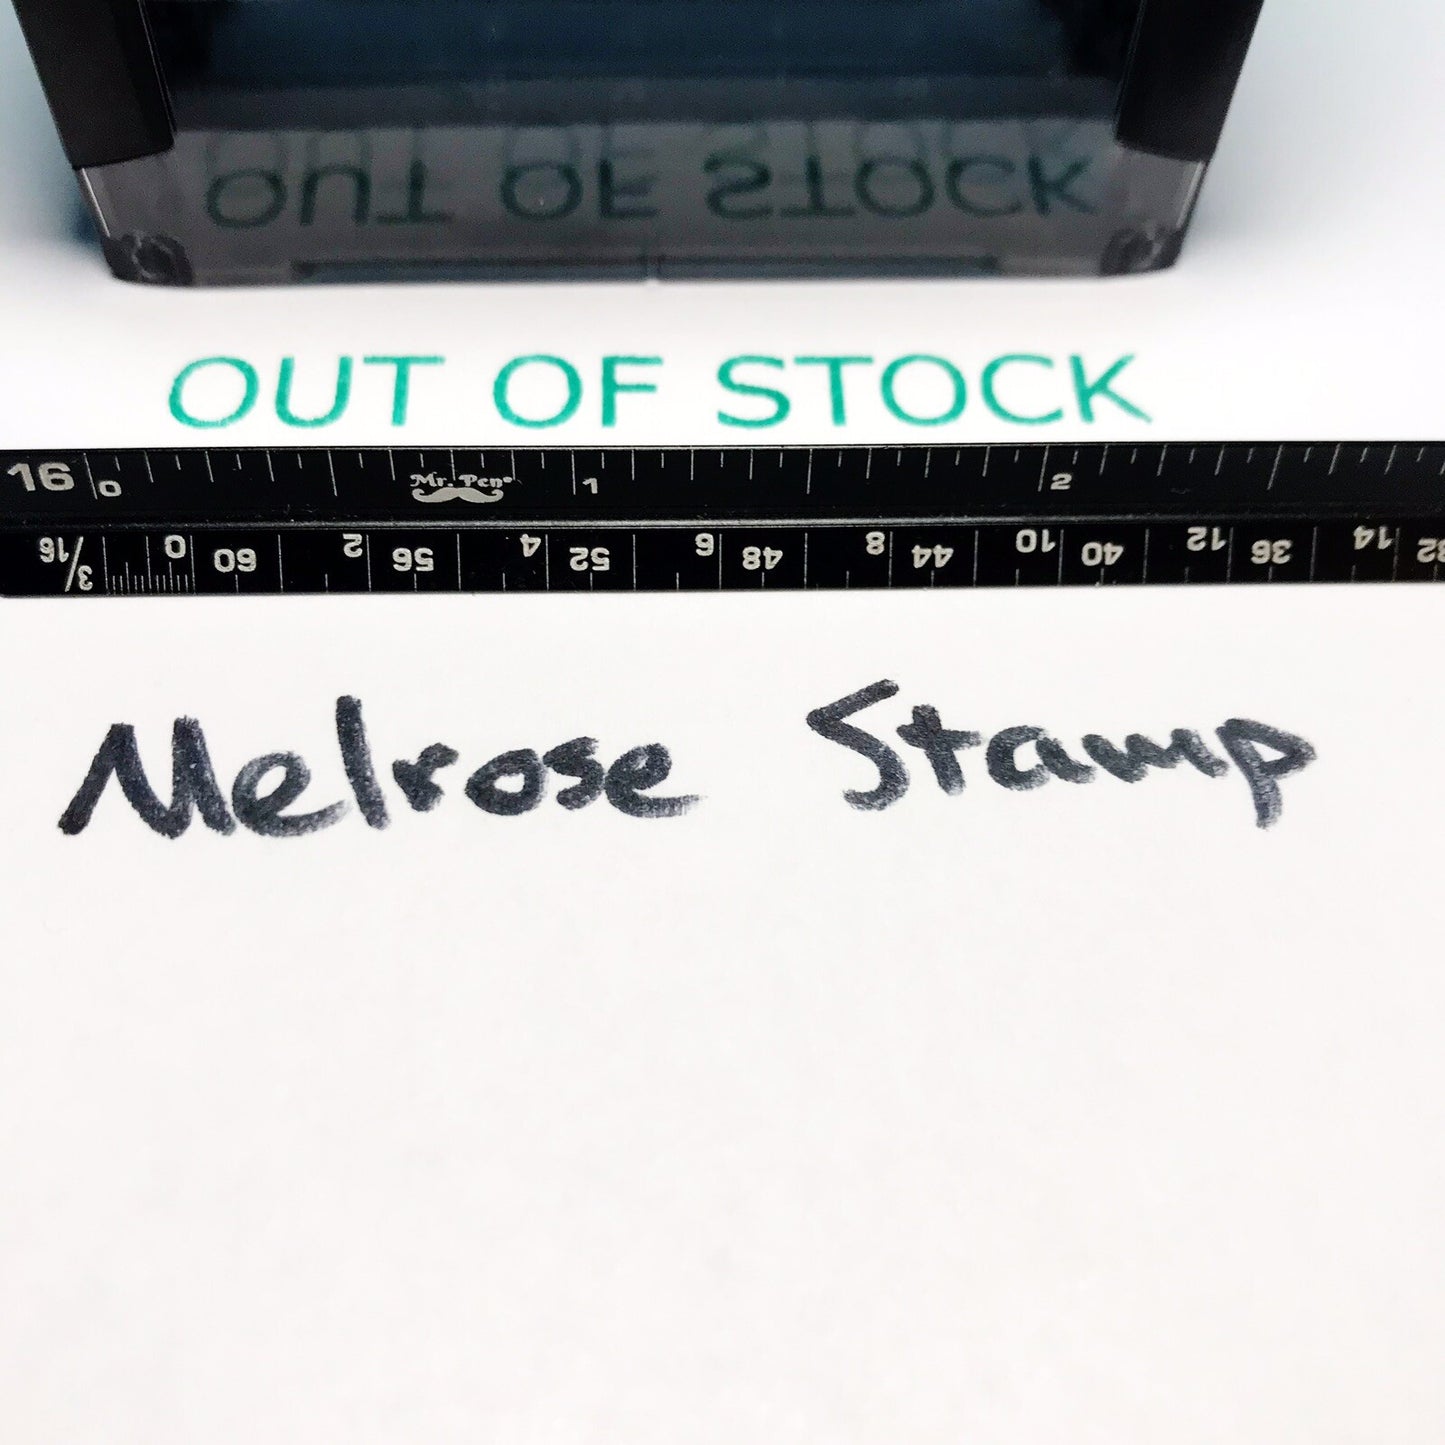 OUT OF STOCK
OUT OF STOCK
16 0 Mr. Pen® 1 2
3/16 0 60 2 56 4 52 6 48 8 44 10 40 12 36 14 32
Melrose Stamp